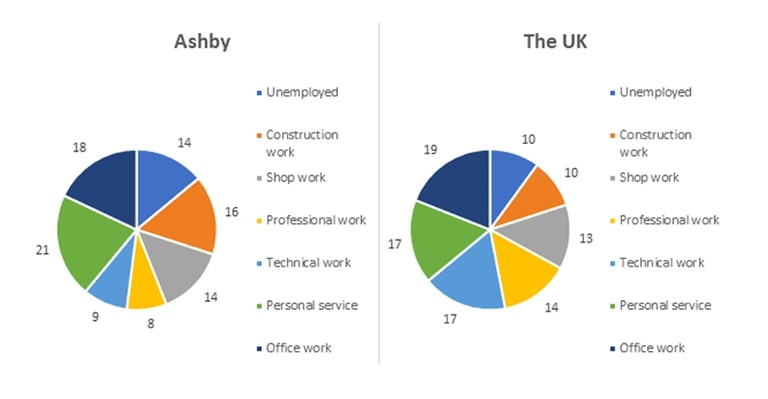 Ashby
14
16
14
8
9
21
18
Unemployed
Construction
work
Shop work
Professional work
Technical work
Personal service
Office work
The UK
10
10
13
14
17
17
19
Unemployed
Construction
work
Shop work
Professional work
Technical work
Personal service
Office work